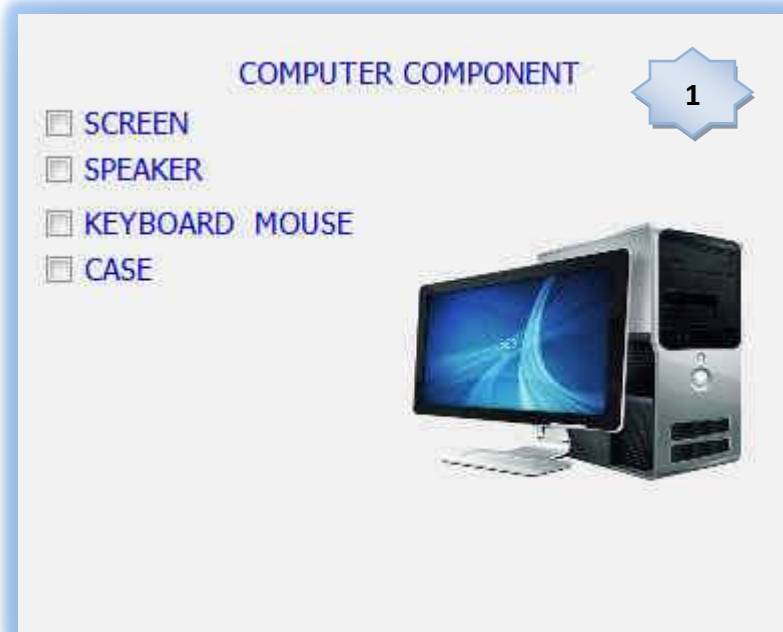 COMPUTER COMPONENT
1
SCREEN
SPEAKER
KEYBOARD MOUSE
CASE